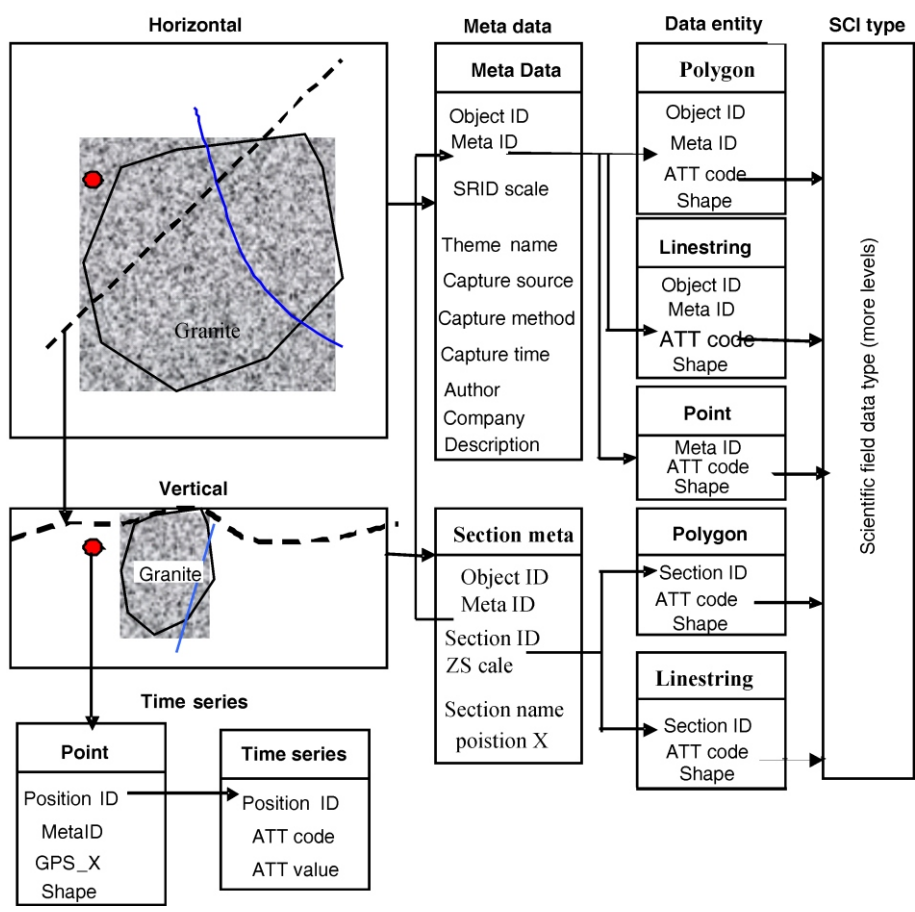 Horizontal
Meta data
Data entity
SCI type
Granite
Meta Data
Object ID
Meta ID
SRID scale
Theme name
Capture source
Capture method
Capture time
Author
Company
Description
Polygon
Object ID
Meta ID
ATT code
Shape
Linestring
Object ID
Meta ID
ATT code
Shape
Point
Meta ID
ATT code
Shape
Scientific field data type (more levels)
Vertical
Granite
Section meta
Object ID
Meta ID
Section ID
ZS cale
Section name
poistion X
Polygon
Section ID
ATT code
Shape
Linestring
Section ID
ATT code
Shape
Time series
Point
Position ID
MetaID
GPS_X
Shape
Time series
Position ID
ATT code
ATT value